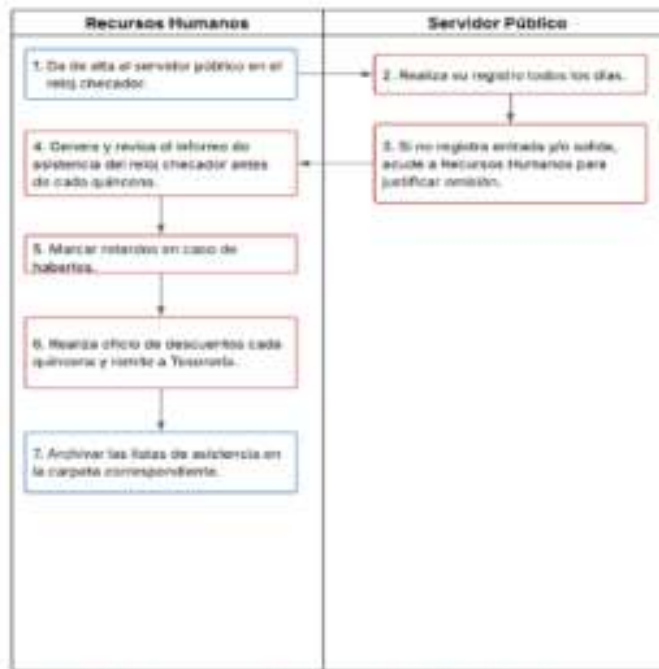 Recursos Humanos
Servidor Público
1. Da de alta al servidor público en el
reloj checador.
2. Realiza su registro todos los días.
3. Si no registra entrada y/o salida,
acude a Recursos Humanos para
justificar omisión.
4. Genera y revisa el informe de
asistencia del reloj checador antes
de cada quincena.
5. Marcar retardos en caso de
haberlos.
6. Realiza oficio de descuentos cada
quincena y remite a Tesorería.
7. Archivar las listas de asistencia en
la carpeta correspondiente.